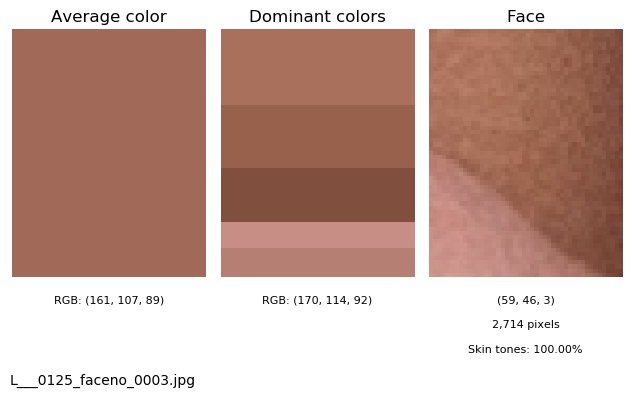 Average color
Dominant colors
Face
RGB: (161, 107, 89)
RGB: (170, 114, 92)
(59, 46, 3)
2,714 pixels
Skin tones: 100.00%
L___0125_faceno_0003.jpg